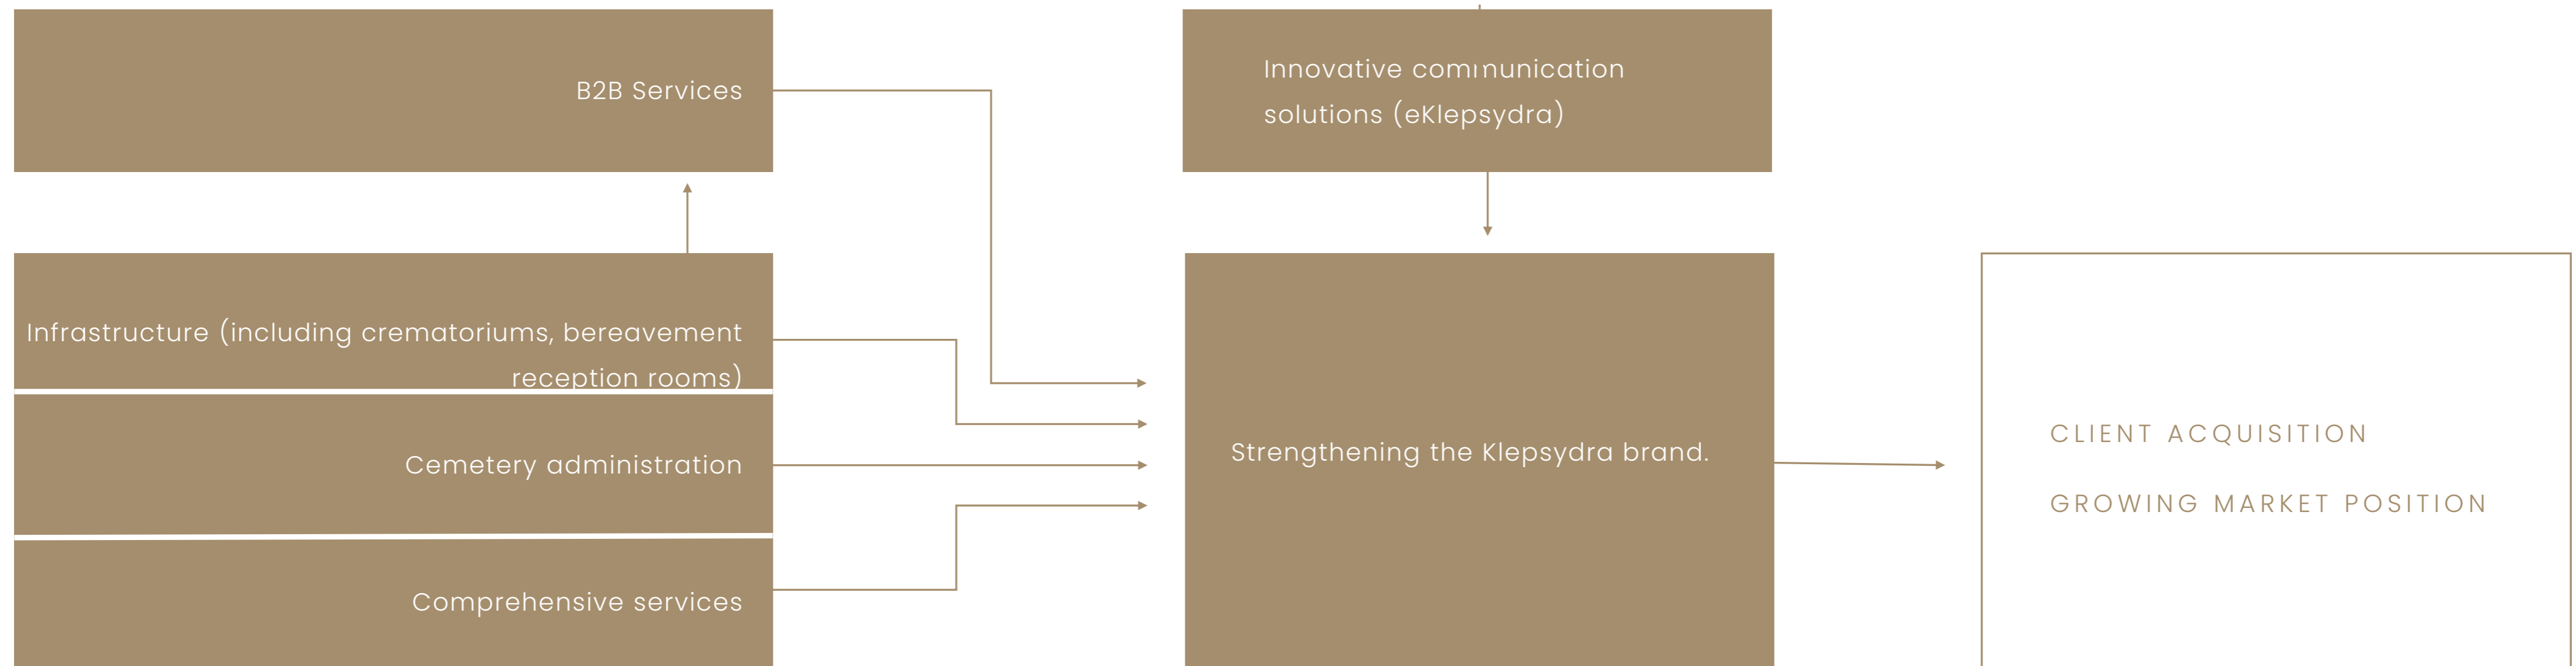 B2B Services
Innovative communication
solutions (eKlepsydra)
Infrastructure (including crematoriums, bereavement
reception rooms)
Cemetery administration
Comprehensive services
Strengthening the Klepsydra brand.
CLIENT ACQUISITION
GROWING MARKET POSITION